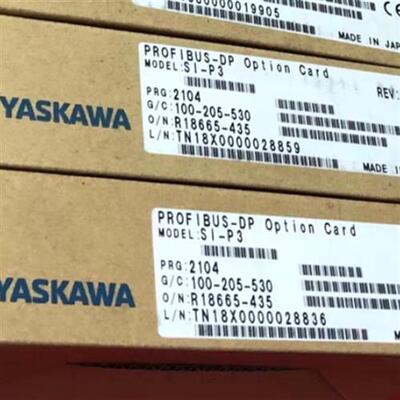 000000019905
MADE IN JAP
PROFIBUS-DP Option Card
MODEL:SI-P3
PRG:2104
REV:
G/C:100-205-530
O/N:R18665-435
L/N:TN18X0000028859
MADE
YASKAWA
PROFIBUS-DP Option Card
MODEL:SI-P3
PRG:2104
G/C:100-205-530
O/N:R18665-435
L/N:TN18X0000028836
M
YASKAWA